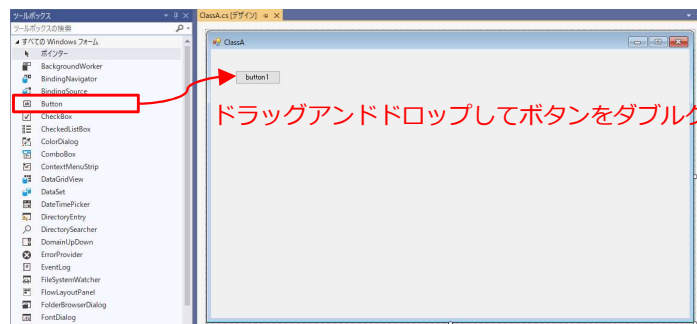 ツールボックス
ClassA.cs [デザイン]
ツールボックスの検索
すべての Windows フォーム
ClassA
ポインター
BackgroundWorker
button1
BindingNavigator
BindingSource
Button
ドラッグアンドドロップしてボタンをダブルク
CheckBox
CheckedListBox
ColorDialog
ComboBox
ContextMenuStrip
DataGridView
DataSet
DateTimePicker
DirectoryEntry
DirectorySearcher
DomainUpDown
ErrorProvider
EventLog
FileSystemWatcher
FlowLayoutPanel
FolderBrowserDialog
FontDialog